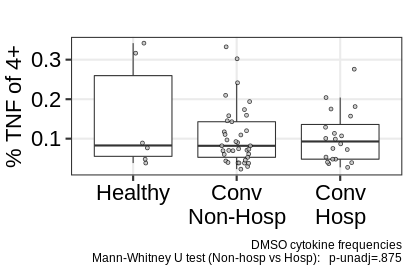 % TNF of 4+
0.3
0.2
0.1
Healthy
Conv
Non-Hosp
Conv
Hosp
DMSO cytokine frequencies
Mann-Whitney U test (Non-hosp vs Hosp): p-unadj=.875